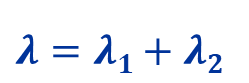 λ = λ₁ + λ₂